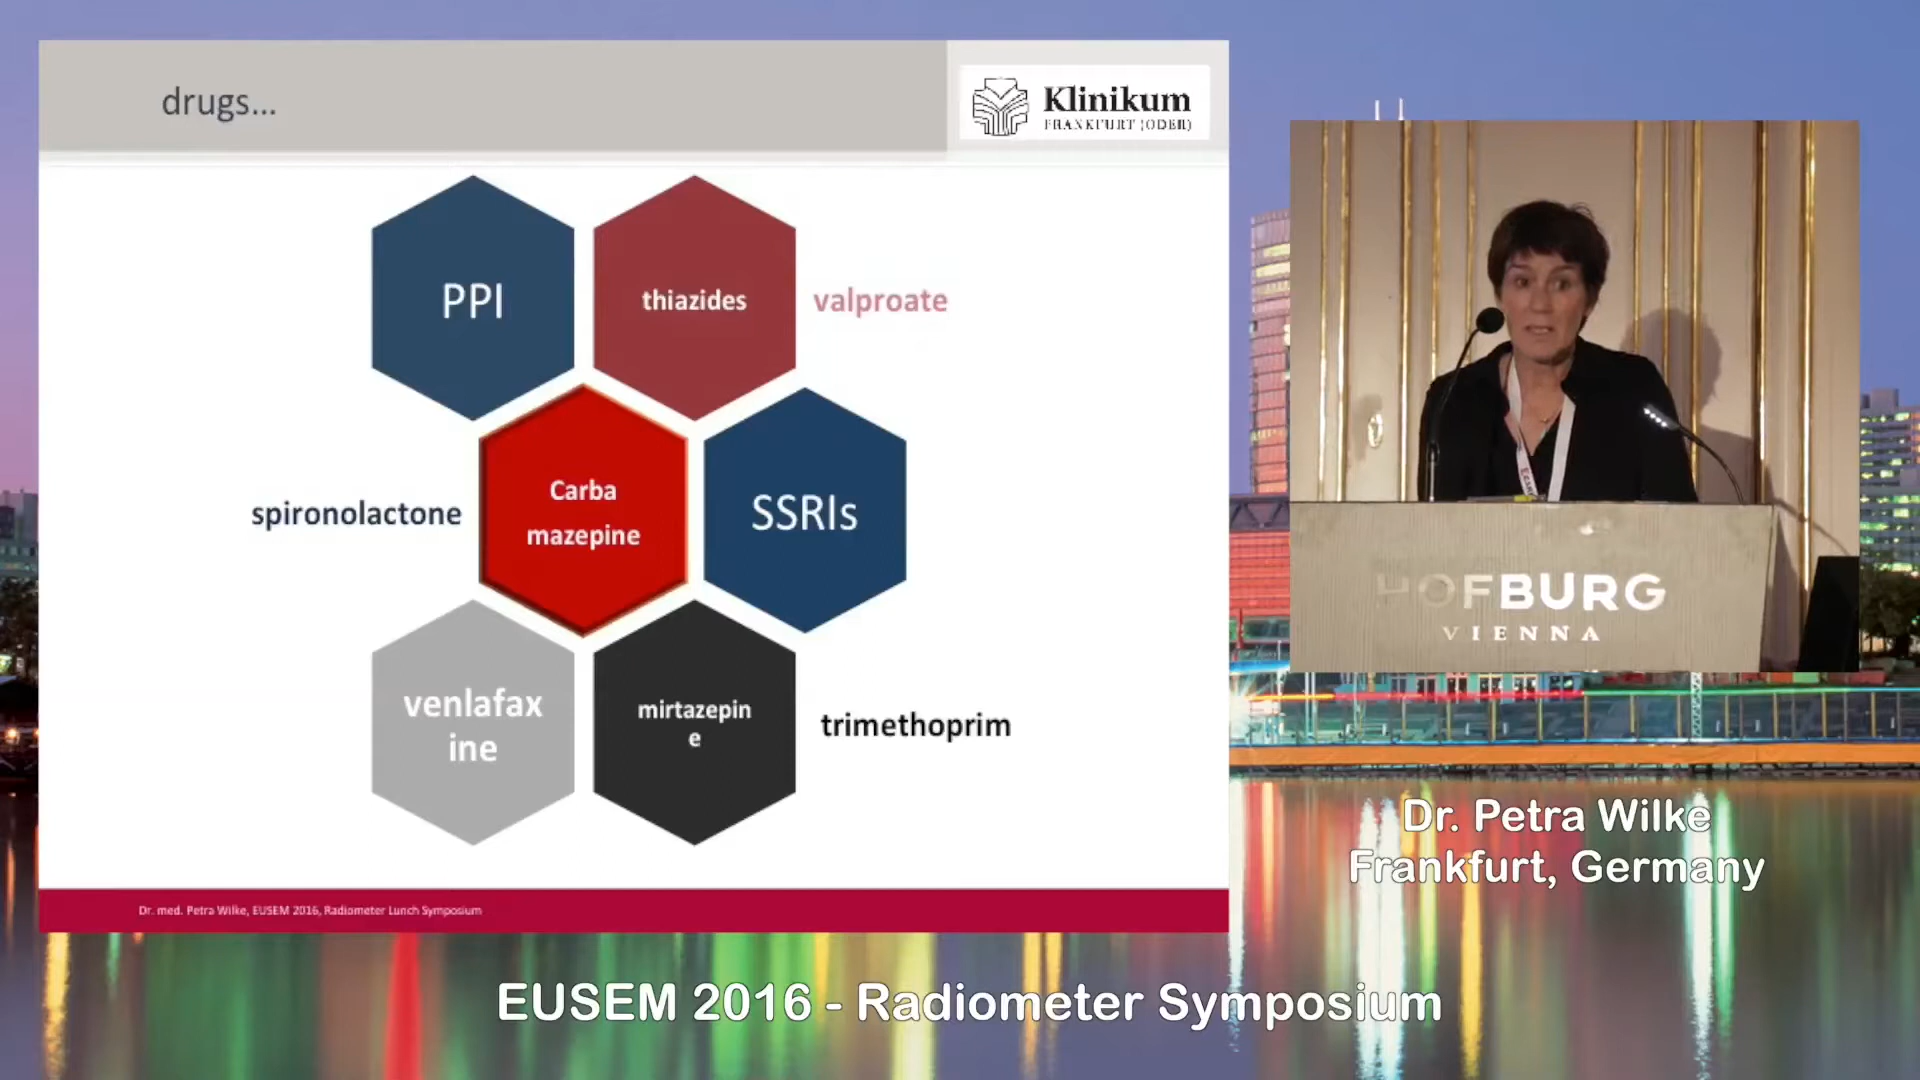 drugs...
Klinikum
FRANKFURT (ODER)
PPI
thiazides
valproate
spironolactone
Carba
mazepine
SSRIs
venlafax
ine
mirtazepin
e
trimethoprim
Dr. med. Petra Wilke, EUSEM 2016, Radiometer Lunch Symposium
HOFBURG
VIENNA
Dr. Petra Wilke
Frankfurt, Germany
EUSEM 2016 - Radiometer Symposium